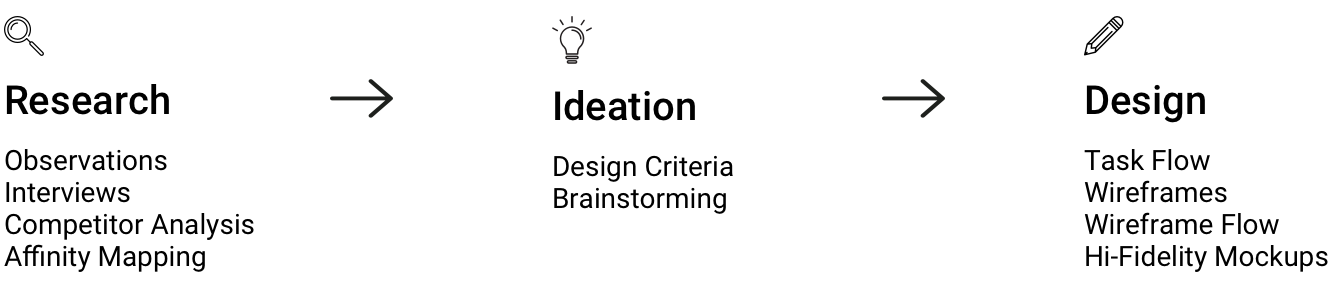 Research
Observations
Interviews
Competitor Analysis
Affinity Mapping
Ideation
Design Criteria
Brainstorming
Design
Task Flow
Wireframes
Wireframe Flow
Hi-Fidelity Mockups